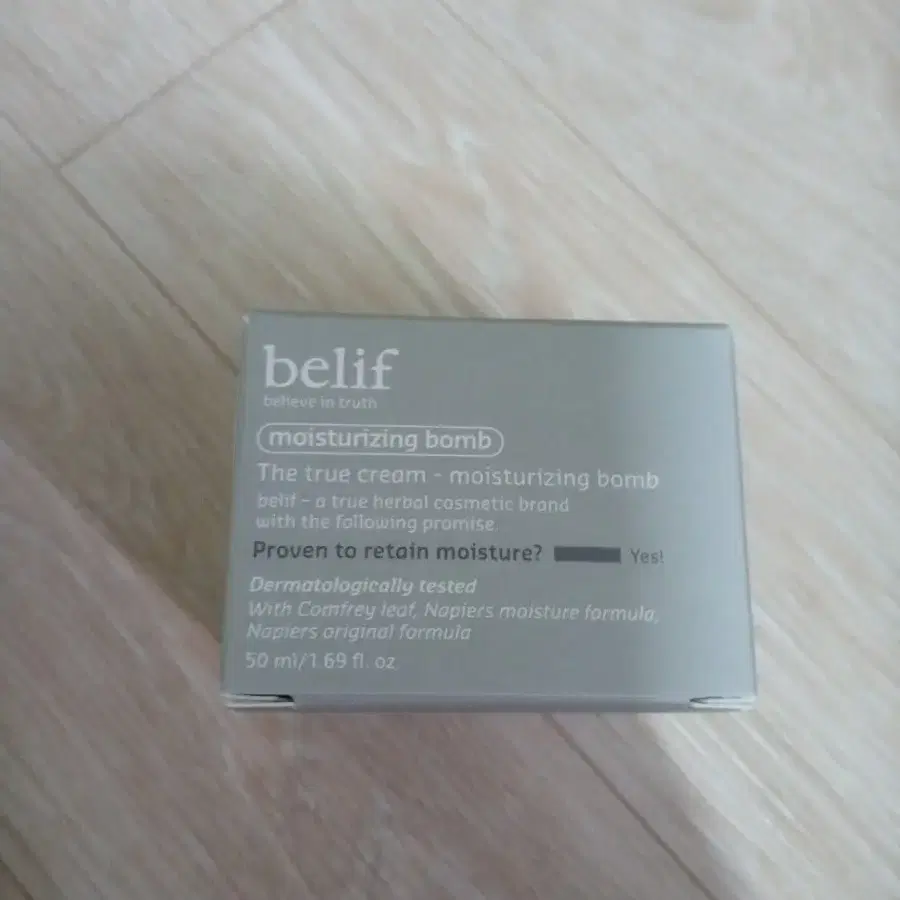 belif
believe in truth
moisturizing bomb
The true cream - moisturizing bomb
belif – a true herbal cosmetic brand
with the following promise.
Proven to retain moisture? Yes!
Dermatologically tested
With Comfrey leaf, Napiers moisture formula,
Napiers original formula
50 ml/1.69 fl. oz